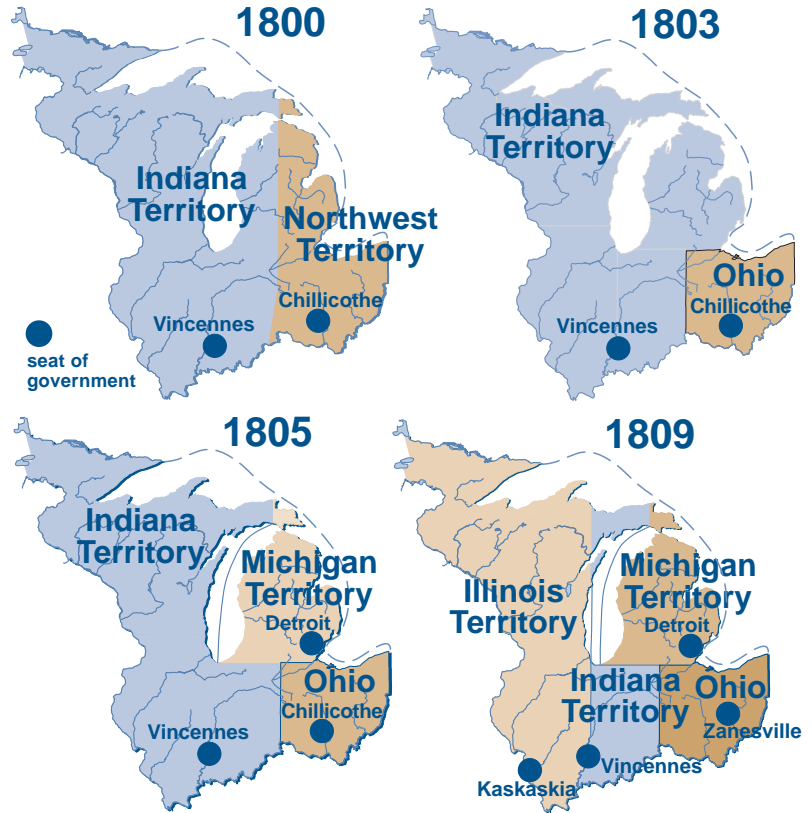 1800
Indiana
Territory
Northwest
Territory
Chillicothe
Vincennes
seat of
government
1803
Indiana
Territory
Ohio
Chillicothe
Vincennes
1805
Indiana
Territory
Michigan
Territory
Detroit
Ohio
Chillicothe
Vincennes
1809
Illinois
Territory
Michigan
Territory
Detroit
Indiana
Territory
Ohio
Zanesville
Vincennes
Kaskaskia